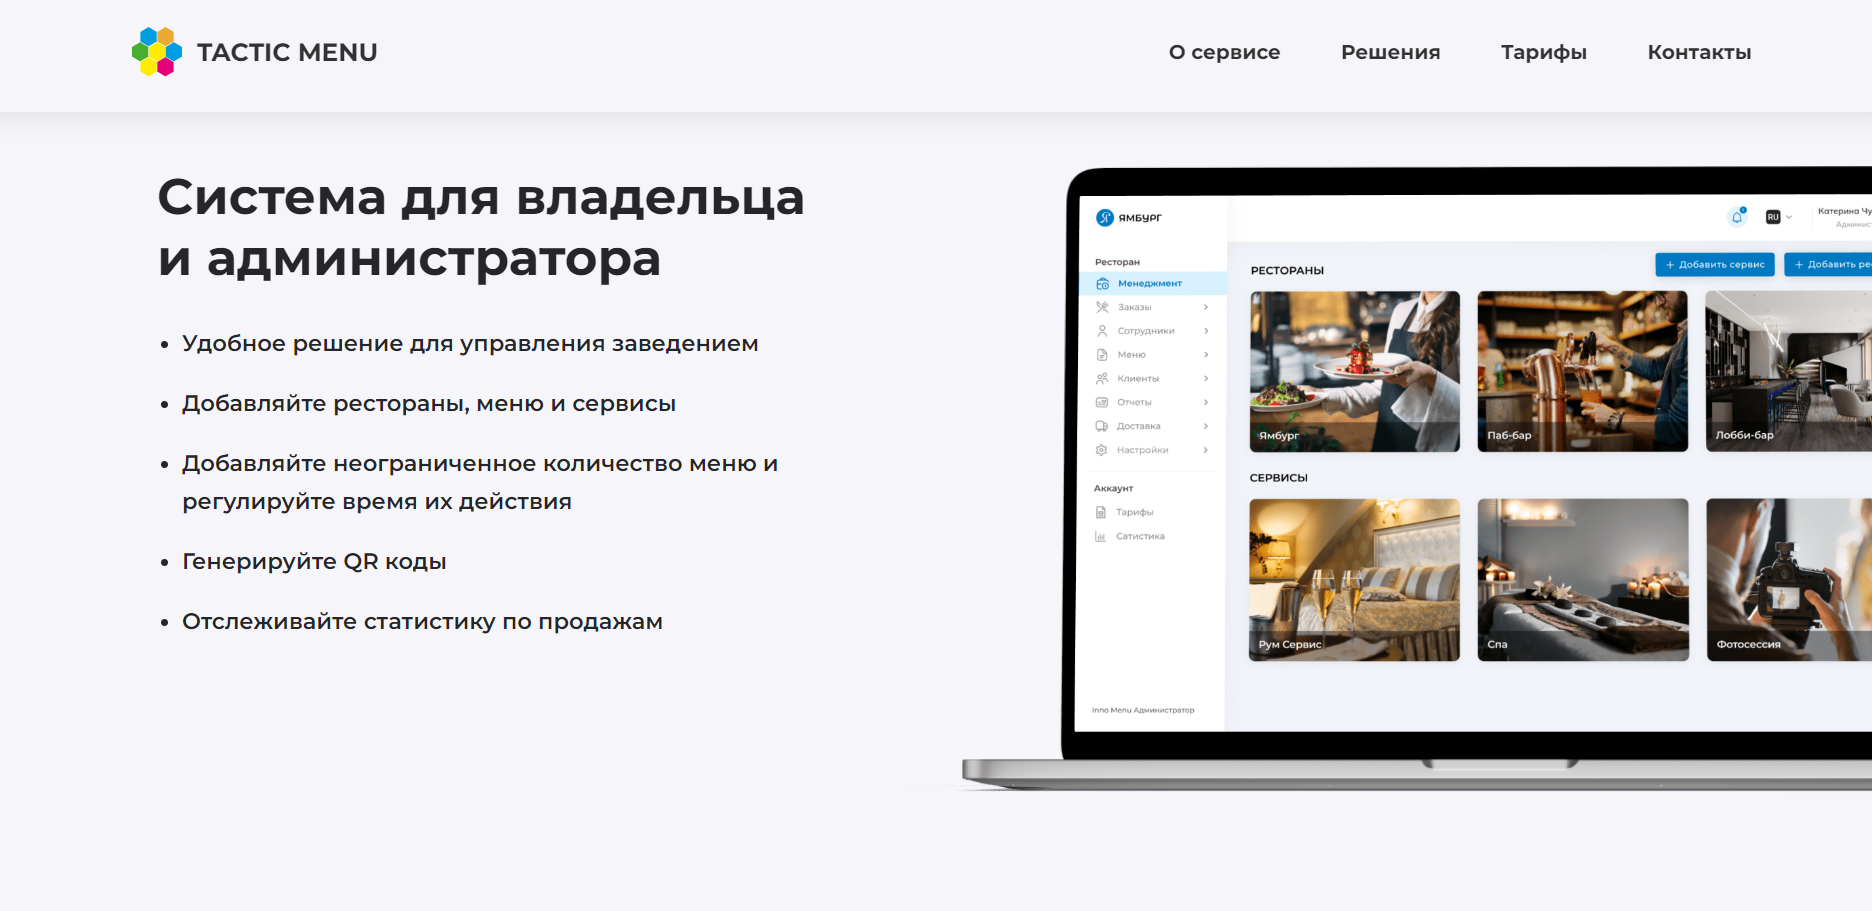 TACTIC MENU
О сервисе
Решения
Тарифы
Контакты
Система для владельца
и администратора
• Удобное решение для управления заведением
• Добавляйте рестораны, меню и сервисы
• Добавляйте неограниченное количество меню и
регулируйте время их действия
• Генерируйте QR коды
• Отслеживайте статистику по продажам
ЯМБУРГ
RU
Катерина Чу
Админис
Ресторан
Менеджмент
Заказы
Сотрудники
Меню
Клиенты
Отчеты
Доставка
Настройки
Аккаунт
Тарифы
Сатистика
Inno Menu Администратор
РЕСТОРАНЫ
+ Добавить сервис
+ Добавить ре
Ямбург
Паб-бар
Лобби-бар
СЕРВИСЫ
Рум Сервис
Спа
Фотосессия